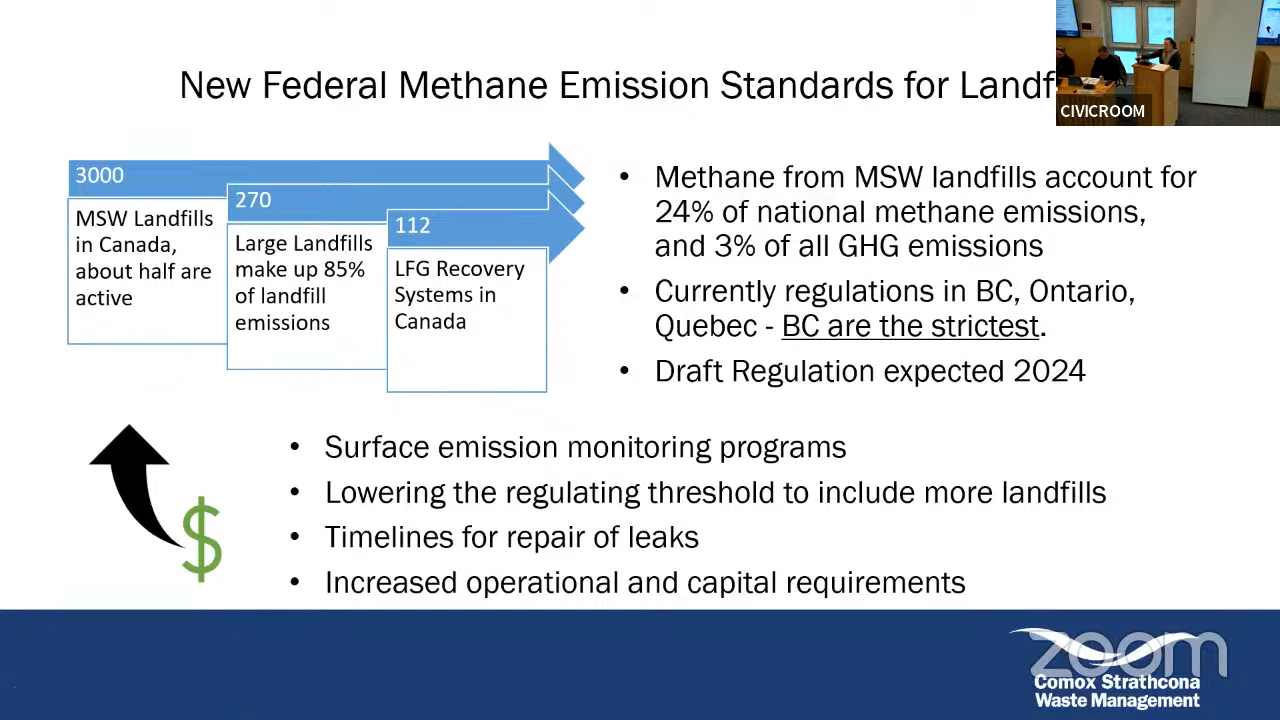 New Federal Methane Emission Standards for Landf
CIVICROOM
3000
MSW Landfills
in Canada,
about half are
active
270
Large Landfills
make up 85%
of landfill
emissions
112
LFG Recovery
Systems in
Canada
• Methane from MSW landfills account for
24% of national methane emissions,
and 3% of all GHG emissions
• Currently regulations in BC, Ontario,
Quebec - BC are the strictest.
• Draft Regulation expected 2024
$
• Surface emission monitoring programs
• Lowering the regulating threshold to include more landfills
• Timelines for repair of leaks
• Increased operational and capital requirements
zoom
Comox Strathcona
Waste Management